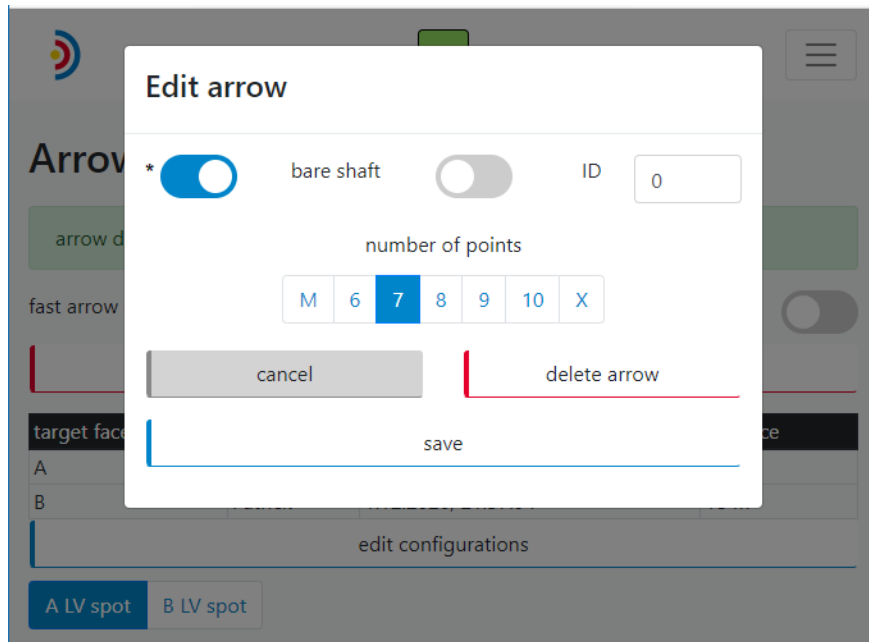 Edit arrow
Arrov
* bare shaft ID 0
arrow d
number of points
fast arrow
M 6 7 8 9 10 X
cancel delete arrow
target face ce
save
A
B
edit configurations
A LV spot B LV spot